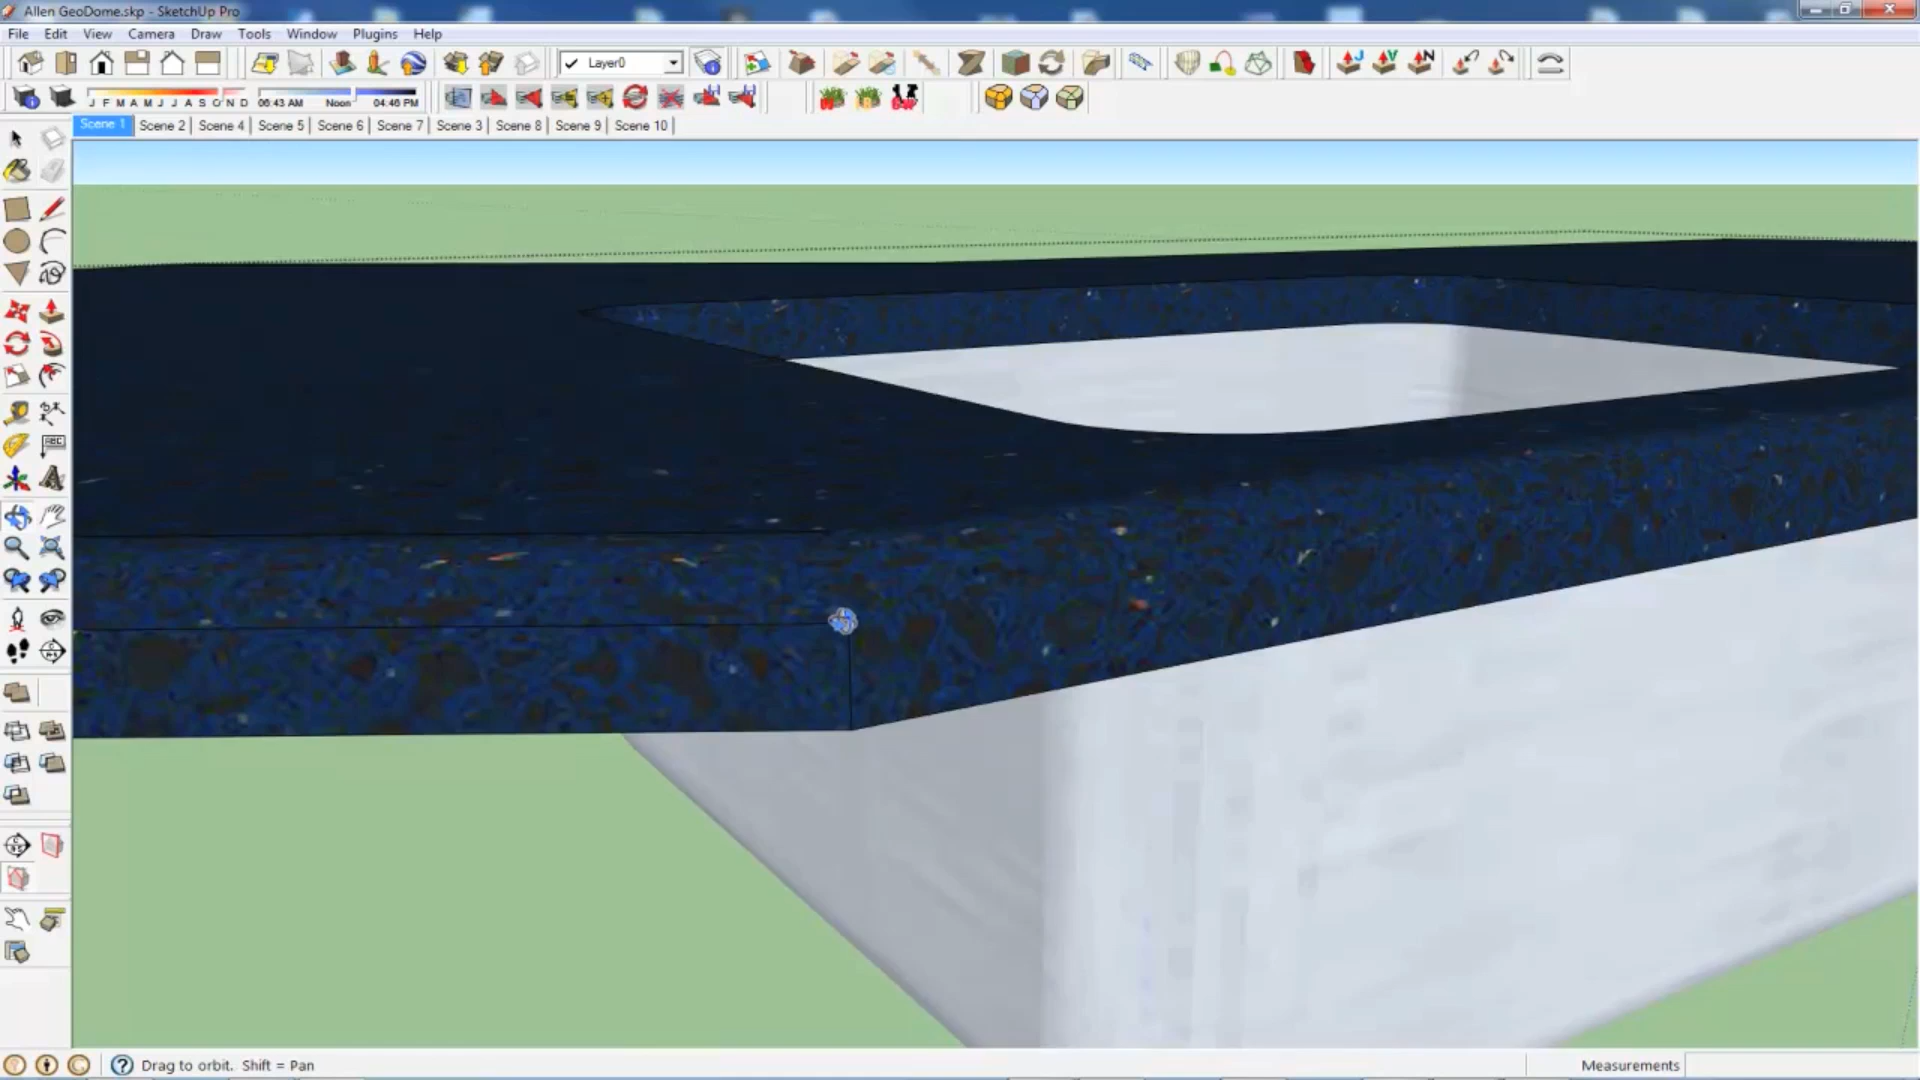 Allen GeoDome.skp - SketchUp Pro
File Edit View Camera Draw Tools Window Plugins Help
Layer0
J V N
J F M A M J J A S O N D 06:43 AM Noon 04:46 PM
Scene 1 Scene 2 Scene 4 Scene 5 Scene 6 Scene 7 Scene 3 Scene 8 Scene 9 Scene 10
ABC
Drag to orbit. Shift = Pan Measurements